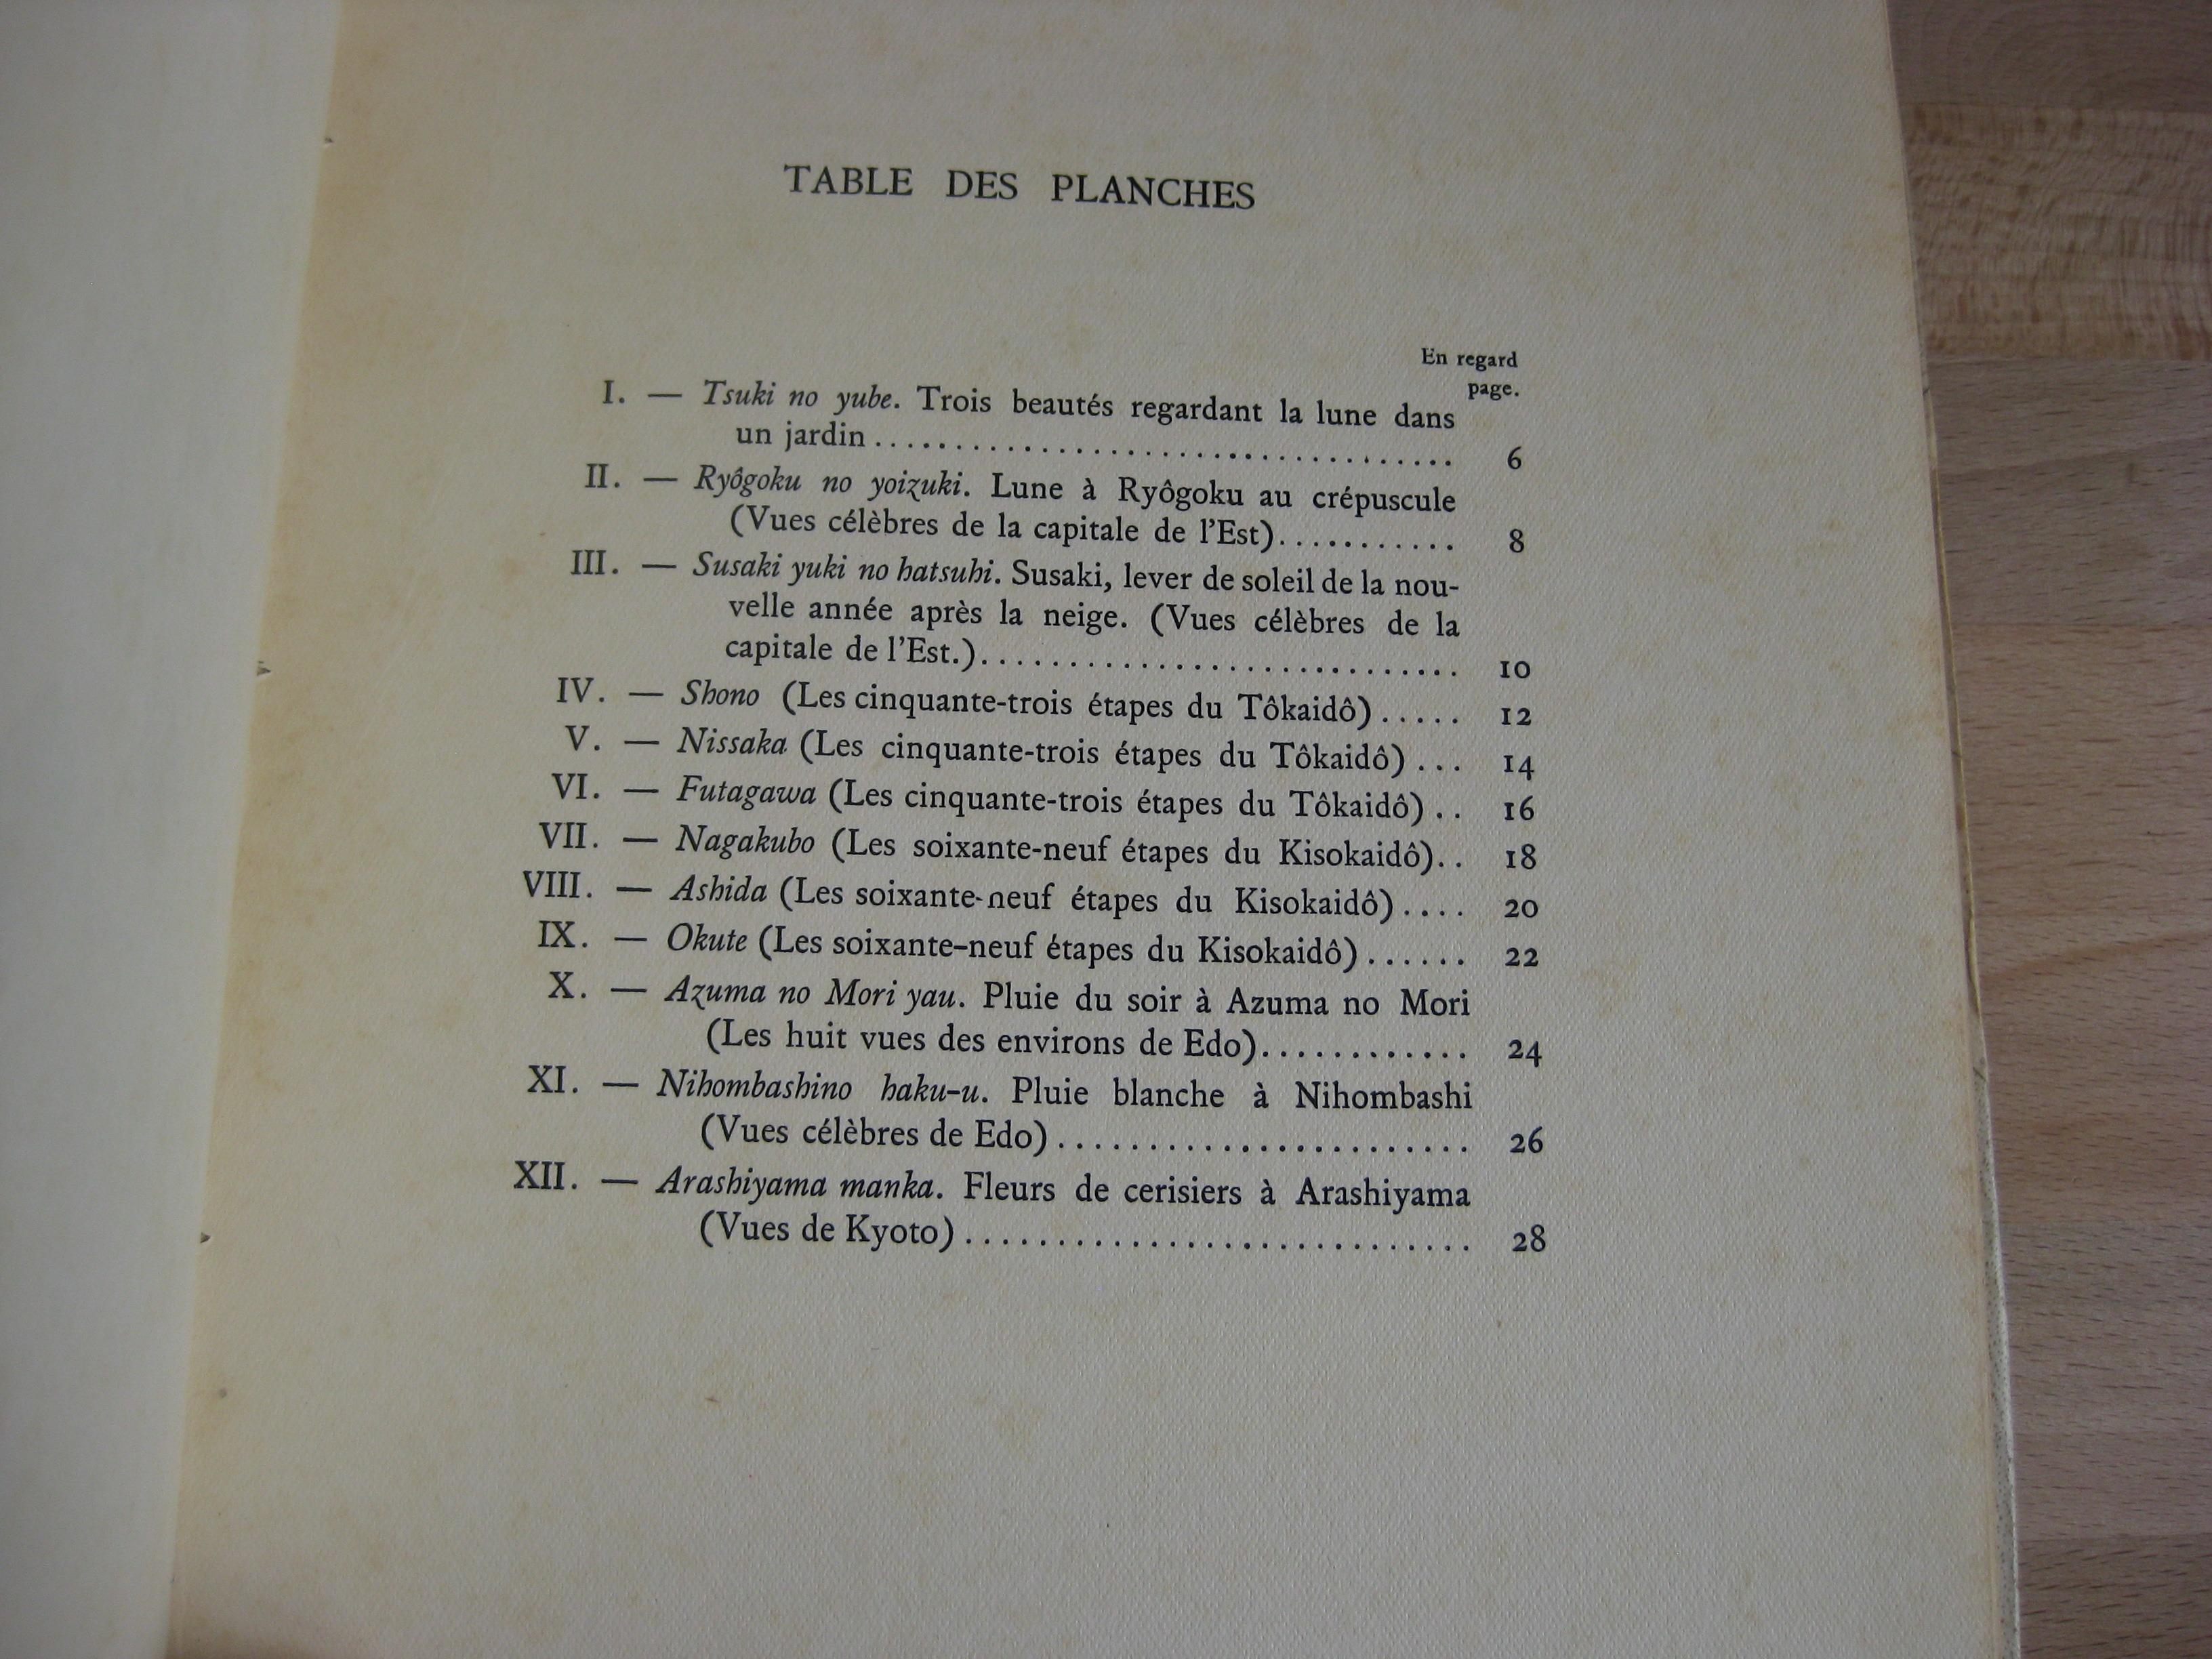 TABLE DES PLANCHES
En regard
page.
I. — Tsuki no yube. Trois beautés regardant la lune dans
un jardin ........................................ 6
II. — Ryôgoku no yoizuki. Lune à Ryôgoku au crépuscule
(Vues célèbres de la capitale de l'Est)........... 8
III. — Susaki yuki no hatsuhi. Susaki, lever de soleil de la nou-
velle année après la neige. (Vues célèbres de la
capitale de l'Est.)............................. 10
IV. — Shono (Les cinquante-trois étapes du Tôkaidô) ..... 12
V. — Nissaka (Les cinquante-trois étapes du Tôkaidô) ... 14
VI. — Futagawa (Les cinquante-trois étapes du Tôkaidô) .. 16
VII. — Nagakubo (Les soixante-neuf étapes du Kisokaidô).. 18
VIII. — Ashida (Les soixante-neuf étapes du Kisokaidô) .... 20
IX. — Okute (Les soixante-neuf étapes du Kisokaidô) ...... 22
X. — Azuma no Mori yau. Pluie du soir à Azuma no Mori
(Les huit vues des environs de Edo)............ 24
XI. — Nihombashino haku-u. Pluie blanche à Nihombashi
(Vues célèbres de Edo) ....................... 26
XII. — Arashiyama manka. Fleurs de cerisiers à Arashiyama
(Vues de Kyoto) ............................ 28